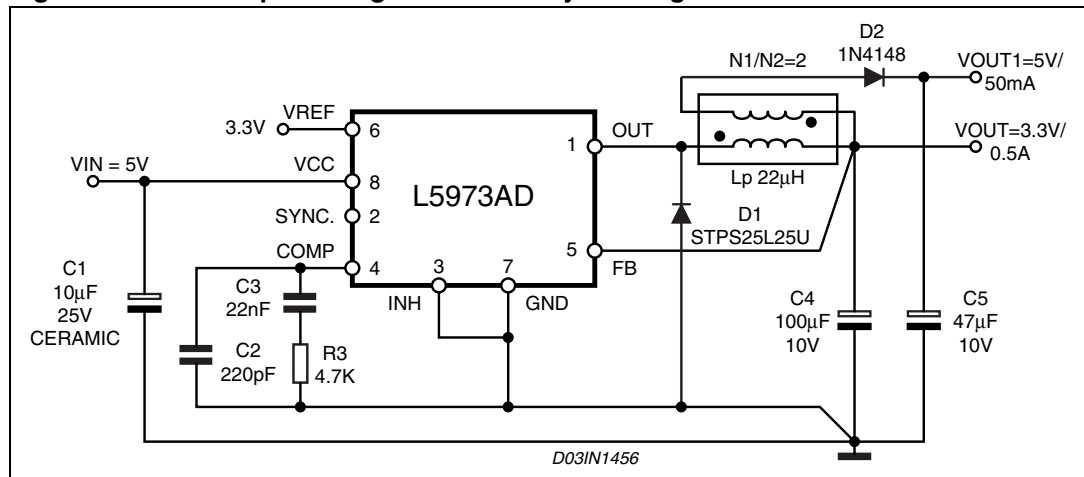 D2
1N4148
N1/N2=2
VOUT1=5V/
50mA
VREF
3.3V
6
1
OUT
VOUT=3.3V/
0.5A
VIN = 5V
VCC
8
L5973AD
Lp 22μH
SYNC.
2
D1
STPS25L25U
COMP
4
3
7
5
FB
INH
GND
C1
10μF
25V
CERAMIC
C3
22nF
C2
220pF
R3
4.7K
C4
100μF
10V
C5
47μF
10V
D03IN1456